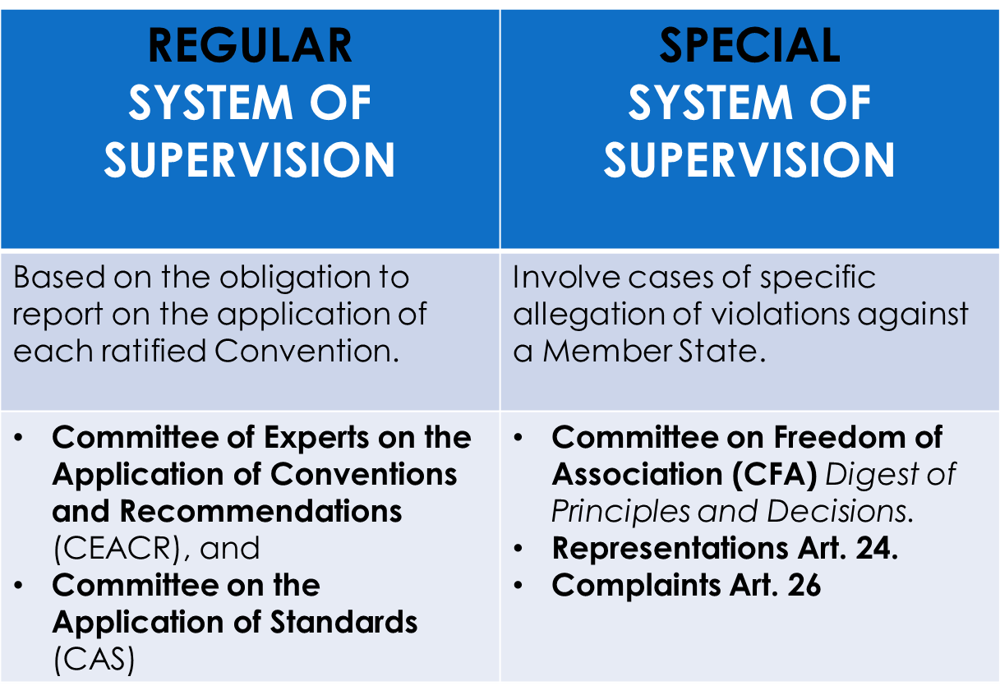 REGULAR
SYSTEM OF
SUPERVISION
SPECIAL
SYSTEM OF
SUPERVISION
Based on the obligation to
report on the application of
each ratified Convention.
Involve cases of specific
allegation of violations against
a Member State.
• Committee of Experts on the
Application of Conventions
and Recommendations
(CEACR), and
• Committee on the
Application of Standards
(CAS)
• Committee on Freedom of
Association (CFA) Digest of
Principles and Decisions.
• Representations Art. 24.
• Complaints Art. 26